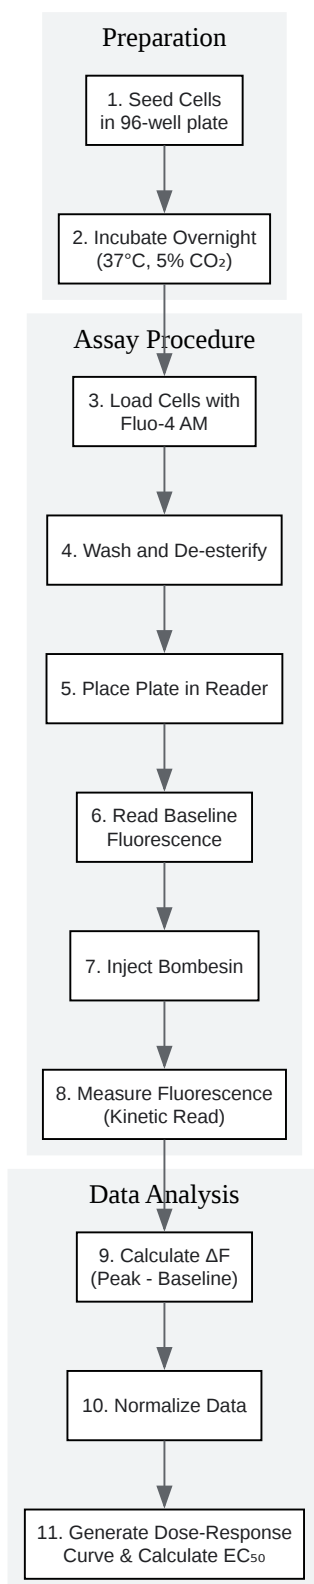 Preparation
1. Seed Cells
in 96-well plate
2. Incubate Overnight
(37°C, 5% CO₂)
Assay Procedure
3. Load Cells with
Fluo-4 AM
4. Wash and De-esterify
5. Place Plate in Reader
6. Read Baseline
Fluorescence
7. Inject Bombesin
8. Measure Fluorescence
(Kinetic Read)
Data Analysis
9. Calculate ΔF
(Peak - Baseline)
10. Normalize Data
11. Generate Dose-Response
Curve & Calculate EC₅₀